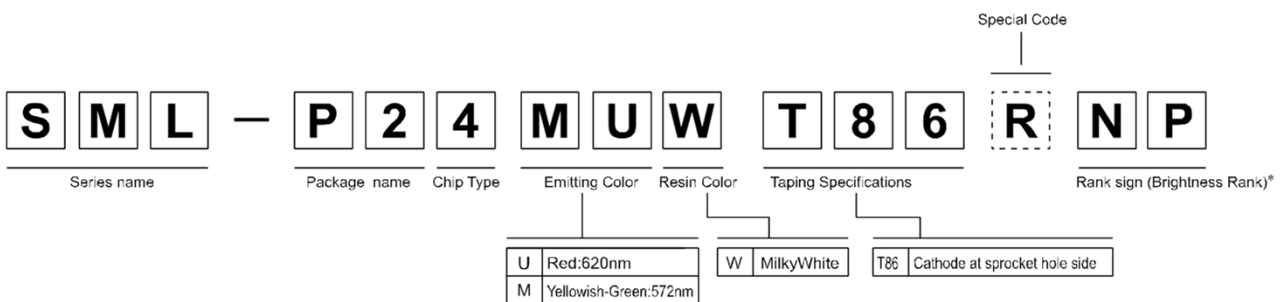 Special Code
S M L — P 2 4 M U W T 8 6 R N P
Series name Package name Chip Type Emitting Color Resin Color Taping Specifications Rank sign (Brightness Rank)*
U Red:620nm W MilkyWhite T86 Cathode at sprocket hole side
M Yellowish-Green:572nm